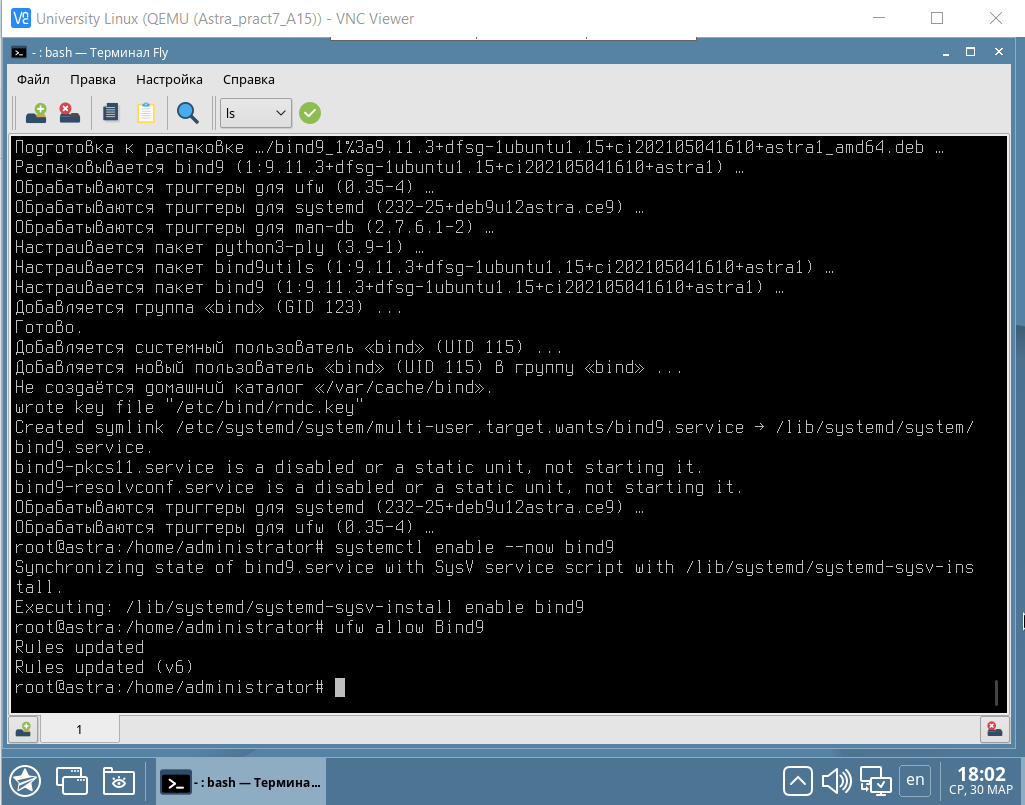 VC University Linux (QEMU (Astra_pract7_A15)) - VNC Viewer
- : bash — Терминал Fly
Файл Правка Настройка Справка
ls
Подготовка к распаковке …/bind9_1%3a9.11.3+dfsg-1ubuntu1.15+ci202105041610+astra1_amd64.deb …
Распаковывается bind9 (1:9.11.3+dfsg-1ubuntu1.15+ci202105041610+astra1) …
Обрабатываются триггеры для ufw (0.35-4) …
Обрабатываются триггеры для systemd (232-25+deb9u12astra.ce9) …
Обрабатываются триггеры для man-db (2.7.6.1-2) …
Настраивается пакет python3-ply (3.9-1) …
Настраивается пакет bind9utils (1:9.11.3+dfsg-1ubuntu1.15+ci202105041610+astra1) …
Настраивается пакет bind9 (1:9.11.3+dfsg-1ubuntu1.15+ci202105041610+astra1) …
Добавляется группа «bind» (GID 123) ...
Готово.
Добавляется системный пользователь «bind» (UID 115) ...
Добавляется новый пользователь «bind» (UID 115) в группу «bind» ...
Не создаётся домашний каталог «/var/cache/bind».
wrote key file "/etc/bind/rndc.key"
Created symlink /etc/systemd/system/multi-user.target.wants/bind9.service → /lib/systemd/system/
bind9.service.
bind9-pkcs11.service is a disabled or a static unit, not starting it.
bind9-resolvconf.service is a disabled or a static unit, not starting it.
Обрабатываются триггеры для systemd (232-25+deb9u12astra.ce9) …
Обрабатываются триггеры для ufw (0.35-4) …
root@astra:/home/administrator# systemctl enable --now bind9
Synchronizing state of bind9.service with SysV service script with /lib/systemd/systemd-sysv-ins
tall.
Executing: /lib/systemd/systemd-sysv-install enable bind9
root@astra:/home/administrator# ufw allow Bind9
Rules updated
Rules updated (v6)
root@astra:/home/administrator#
1
- : bash — Термина...
en
18:02
СР, 30 МАР